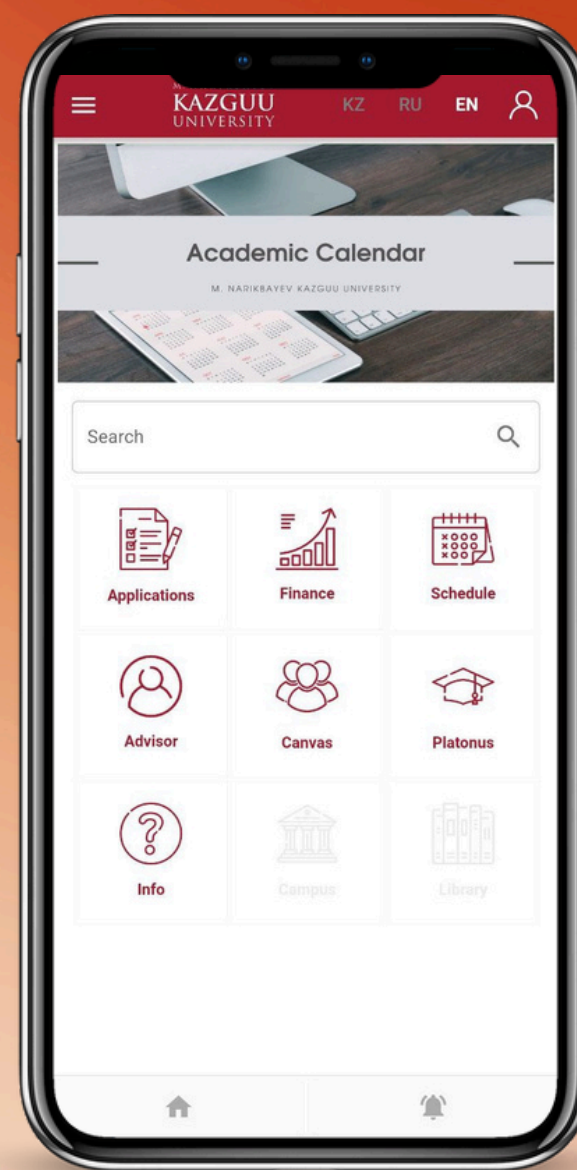 KAZGUU
UNIVERSITY
KZ RU EN
Academic Calendar
M. NARIKBAYEV KAZGUU UNIVERSITY
Search
Applications Finance Schedule
Advisor Canvas Platonus
Info Campus Library